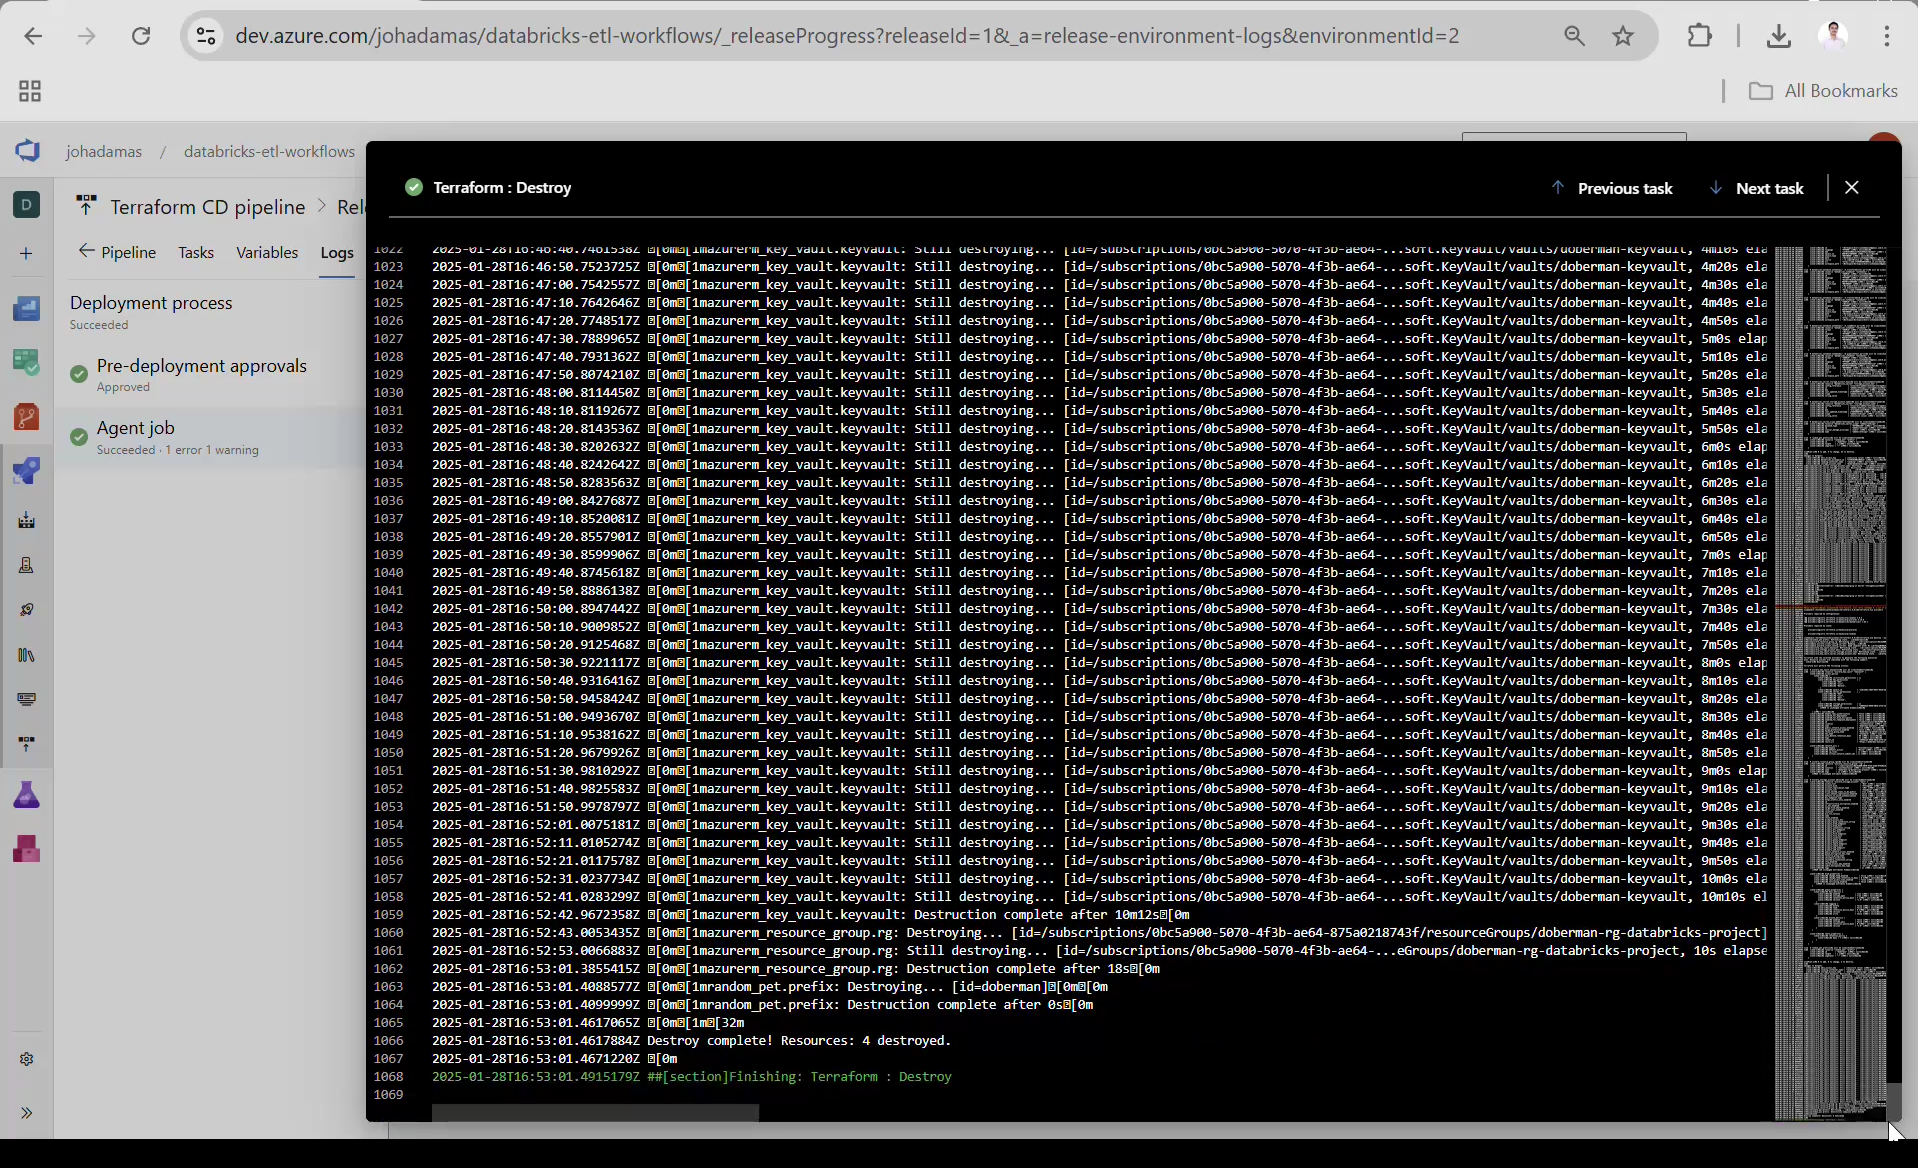 dev.azure.com/johadamas/databricks-etl-workflows/_releaseProgress?releaseId=1&_a=release-environment-logs&environmentId=2
All Bookmarks
johadamas / databricks-etl-workflows
D
Terraform CD pipeline > Rel
Pipeline Tasks Variables Logs
Deployment process
Succeeded
Pre-deployment approvals
Approved
Agent job
Succeeded · 1 error 1 warning
Terraform : Destroy
Previous task Next task
1022 2025-01-28T16:46:40.7461538Z [0m[1mazurerm_key_vault.keyvault: Still destroying... [id=/subscriptions/0bc5a900-5070-4f3b-ae64-...soft.KeyVault/vaults/doberman-keyvault, 4m10s ela
1023 2025-01-28T16:46:50.7523725Z [0m[1mazurerm_key_vault.keyvault: Still destroying... [id=/subscriptions/0bc5a900-5070-4f3b-ae64-...soft.KeyVault/vaults/doberman-keyvault, 4m20s ela
1024 2025-01-28T16:47:00.7542557Z [0m[1mazurerm_key_vault.keyvault: Still destroying... [id=/subscriptions/0bc5a900-5070-4f3b-ae64-...soft.KeyVault/vaults/doberman-keyvault, 4m30s ela
1025 2025-01-28T16:47:10.7642646Z [0m[1mazurerm_key_vault.keyvault: Still destroying... [id=/subscriptions/0bc5a900-5070-4f3b-ae64-...soft.KeyVault/vaults/doberman-keyvault, 4m40s ela
1026 2025-01-28T16:47:20.7748517Z [0m[1mazurerm_key_vault.keyvault: Still destroying... [id=/subscriptions/0bc5a900-5070-4f3b-ae64-...soft.KeyVault/vaults/doberman-keyvault, 4m50s ela
1027 2025-01-28T16:47:30.7889965Z [0m[1mazurerm_key_vault.keyvault: Still destroying... [id=/subscriptions/0bc5a900-5070-4f3b-ae64-...soft.KeyVault/vaults/doberman-keyvault, 5m0s elap
1028 2025-01-28T16:47:40.7931362Z [0m[1mazurerm_key_vault.keyvault: Still destroying... [id=/subscriptions/0bc5a900-5070-4f3b-ae64-...soft.KeyVault/vaults/doberman-keyvault, 5m10s ela
1029 2025-01-28T16:47:50.8074210Z [0m[1mazurerm_key_vault.keyvault: Still destroying... [id=/subscriptions/0bc5a900-5070-4f3b-ae64-...soft.KeyVault/vaults/doberman-keyvault, 5m20s ela
1030 2025-01-28T16:48:00.8114450Z [0m[1mazurerm_key_vault.keyvault: Still destroying... [id=/subscriptions/0bc5a900-5070-4f3b-ae64-...soft.KeyVault/vaults/doberman-keyvault, 5m30s ela
1031 2025-01-28T16:48:10.8119267Z [0m[1mazurerm_key_vault.keyvault: Still destroying... [id=/subscriptions/0bc5a900-5070-4f3b-ae64-...soft.KeyVault/vaults/doberman-keyvault, 5m40s ela
1032 2025-01-28T16:48:20.8143536Z [0m[1mazurerm_key_vault.keyvault: Still destroying... [id=/subscriptions/0bc5a900-5070-4f3b-ae64-...soft.KeyVault/vaults/doberman-keyvault, 5m50s ela
1033 2025-01-28T16:48:30.8202632Z [0m[1mazurerm_key_vault.keyvault: Still destroying... [id=/subscriptions/0bc5a900-5070-4f3b-ae64-...soft.KeyVault/vaults/doberman-keyvault, 6m0s elap
1034 2025-01-28T16:48:40.8242642Z [0m[1mazurerm_key_vault.keyvault: Still destroying... [id=/subscriptions/0bc5a900-5070-4f3b-ae64-...soft.KeyVault/vaults/doberman-keyvault, 6m10s ela
1035 2025-01-28T16:48:50.8283563Z [0m[1mazurerm_key_vault.keyvault: Still destroying... [id=/subscriptions/0bc5a900-5070-4f3b-ae64-...soft.KeyVault/vaults/doberman-keyvault, 6m20s ela
1036 2025-01-28T16:49:00.8427687Z [0m[1mazurerm_key_vault.keyvault: Still destroying... [id=/subscriptions/0bc5a900-5070-4f3b-ae64-...soft.KeyVault/vaults/doberman-keyvault, 6m30s ela
1037 2025-01-28T16:49:10.8520081Z [0m[1mazurerm_key_vault.keyvault: Still destroying... [id=/subscriptions/0bc5a900-5070-4f3b-ae64-...soft.KeyVault/vaults/doberman-keyvault, 6m40s ela
1038 2025-01-28T16:49:20.8557901Z [0m[1mazurerm_key_vault.keyvault: Still destroying... [id=/subscriptions/0bc5a900-5070-4f3b-ae64-...soft.KeyVault/vaults/doberman-keyvault, 6m50s ela
1039 2025-01-28T16:49:30.8599906Z [0m[1mazurerm_key_vault.keyvault: Still destroying... [id=/subscriptions/0bc5a900-5070-4f3b-ae64-...soft.KeyVault/vaults/doberman-keyvault, 7m0s elap
1040 2025-01-28T16:49:40.8745618Z [0m[1mazurerm_key_vault.keyvault: Still destroying... [id=/subscriptions/0bc5a900-5070-4f3b-ae64-...soft.KeyVault/vaults/doberman-keyvault, 7m10s ela
1041 2025-01-28T16:49:50.8886138Z [0m[1mazurerm_key_vault.keyvault: Still destroying... [id=/subscriptions/0bc5a900-5070-4f3b-ae64-...soft.KeyVault/vaults/doberman-keyvault, 7m20s ela
1042 2025-01-28T16:50:00.8947442Z [0m[1mazurerm_key_vault.keyvault: Still destroying... [id=/subscriptions/0bc5a900-5070-4f3b-ae64-...soft.KeyVault/vaults/doberman-keyvault, 7m30s ela
1043 2025-01-28T16:50:10.9009852Z [0m[1mazurerm_key_vault.keyvault: Still destroying... [id=/subscriptions/0bc5a900-5070-4f3b-ae64-...soft.KeyVault/vaults/doberman-keyvault, 7m40s ela
1044 2025-01-28T16:50:20.9125468Z [0m[1mazurerm_key_vault.keyvault: Still destroying... [id=/subscriptions/0bc5a900-5070-4f3b-ae64-...soft.KeyVault/vaults/doberman-keyvault, 7m50s ela
1045 2025-01-28T16:50:30.9221117Z [0m[1mazurerm_key_vault.keyvault: Still destroying... [id=/subscriptions/0bc5a900-5070-4f3b-ae64-...soft.KeyVault/vaults/doberman-keyvault, 8m0s elap
1046 2025-01-28T16:50:40.9316416Z [0m[1mazurerm_key_vault.keyvault: Still destroying... [id=/subscriptions/0bc5a900-5070-4f3b-ae64-...soft.KeyVault/vaults/doberman-keyvault, 8m10s ela
1047 2025-01-28T16:50:50.9458424Z [0m[1mazurerm_key_vault.keyvault: Still destroying... [id=/subscriptions/0bc5a900-5070-4f3b-ae64-...soft.KeyVault/vaults/doberman-keyvault, 8m20s ela
1048 2025-01-28T16:51:00.9493670Z [0m[1mazurerm_key_vault.keyvault: Still destroying... [id=/subscriptions/0bc5a900-5070-4f3b-ae64-...soft.KeyVault/vaults/doberman-keyvault, 8m30s ela
1049 2025-01-28T16:51:10.9538162Z [0m[1mazurerm_key_vault.keyvault: Still destroying... [id=/subscriptions/0bc5a900-5070-4f3b-ae64-...soft.KeyVault/vaults/doberman-keyvault, 8m40s ela
1050 2025-01-28T16:51:20.9679926Z [0m[1mazurerm_key_vault.keyvault: Still destroying... [id=/subscriptions/0bc5a900-5070-4f3b-ae64-...soft.KeyVault/vaults/doberman-keyvault, 8m50s ela
1051 2025-01-28T16:51:30.9810292Z [0m[1mazurerm_key_vault.keyvault: Still destroying... [id=/subscriptions/0bc5a900-5070-4f3b-ae64-...soft.KeyVault/vaults/doberman-keyvault, 9m0s elap
1052 2025-01-28T16:51:40.9825583Z [0m[1mazurerm_key_vault.keyvault: Still destroying... [id=/subscriptions/0bc5a900-5070-4f3b-ae64-...soft.KeyVault/vaults/doberman-keyvault, 9m10s ela
1053 2025-01-28T16:51:50.9978797Z [0m[1mazurerm_key_vault.keyvault: Still destroying... [id=/subscriptions/0bc5a900-5070-4f3b-ae64-...soft.KeyVault/vaults/doberman-keyvault, 9m20s ela
1054 2025-01-28T16:52:01.0075181Z [0m[1mazurerm_key_vault.keyvault: Still destroying... [id=/subscriptions/0bc5a900-5070-4f3b-ae64-...soft.KeyVault/vaults/doberman-keyvault, 9m30s ela
1055 2025-01-28T16:52:11.0105274Z [0m[1mazurerm_key_vault.keyvault: Still destroying... [id=/subscriptions/0bc5a900-5070-4f3b-ae64-...soft.KeyVault/vaults/doberman-keyvault, 9m40s ela
1056 2025-01-28T16:52:21.0117578Z [0m[1mazurerm_key_vault.keyvault: Still destroying... [id=/subscriptions/0bc5a900-5070-4f3b-ae64-...soft.KeyVault/vaults/doberman-keyvault, 9m50s ela
1057 2025-01-28T16:52:31.0237734Z [0m[1mazurerm_key_vault.keyvault: Still destroying... [id=/subscriptions/0bc5a900-5070-4f3b-ae64-...soft.KeyVault/vaults/doberman-keyvault, 10m0s ela
1058 2025-01-28T16:52:41.0283299Z [0m[1mazurerm_key_vault.keyvault: Still destroying... [id=/subscriptions/0bc5a900-5070-4f3b-ae64-...soft.KeyVault/vaults/doberman-keyvault, 10m10s el
1059 2025-01-28T16:52:42.9672358Z [0m[1mazurerm_key_vault.keyvault: Destruction complete after 10m12s[0m
1060 2025-01-28T16:52:43.0053435Z [0m[1mazurerm_resource_group.rg: Destroying... [id=/subscriptions/0bc5a900-5070-4f3b-ae64-875a0218743f/resourceGroups/doberman-rg-databricks-project]
1061 2025-01-28T16:52:53.0066883Z [0m[1mazurerm_resource_group.rg: Still destroying... [id=/subscriptions/0bc5a900-5070-4f3b-ae64-...eGroups/doberman-rg-databricks-project, 10s elapse
1062 2025-01-28T16:53:01.3855415Z [0m[1mazurerm_resource_group.rg: Destruction complete after 18s[0m
1063 2025-01-28T16:53:01.4088577Z [0m[1mrandom_pet.prefix: Destroying... [id=doberman][0m[0m
1064 2025-01-28T16:53:01.4099999Z [0m[1mrandom_pet.prefix: Destruction complete after 0s[0m
1065 2025-01-28T16:53:01.4617065Z [0m[1m[32m
1066 2025-01-28T16:53:01.4617884Z Destroy complete! Resources: 4 destroyed.
1067 2025-01-28T16:53:01.4671220Z [0m
1068 2025-01-28T16:53:01.4915179Z ##[section]Finishing: Terraform : Destroy
1069